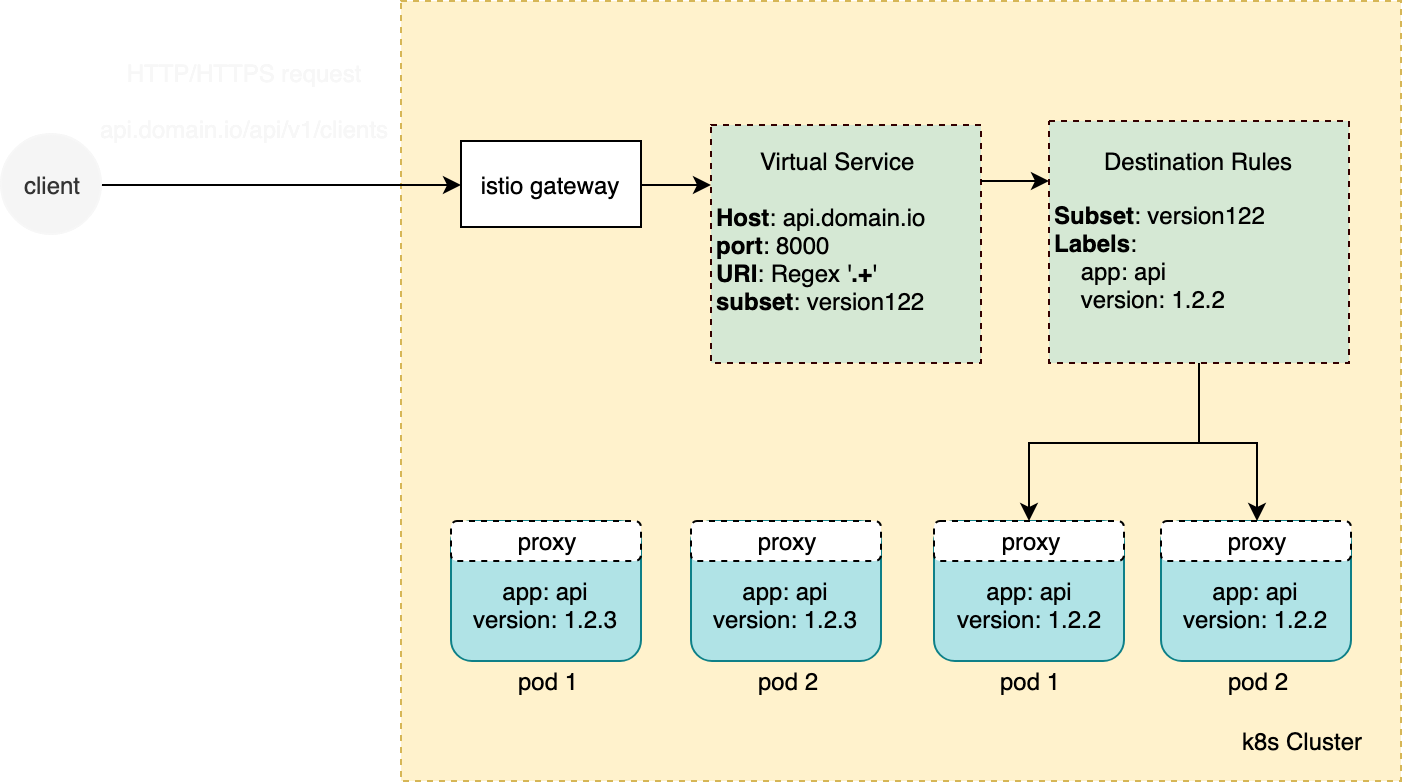 HTTP/HTTPS request
api.domain.io/api/v1/clients
client
istio gateway
Virtual Service
Host: api.domain.io
port: 8000
URI: Regex '.+'
subset: version122
Destination Rules
Subset: version122
Labels:
app: api
version: 1.2.2
proxy
app: api
version: 1.2.3
pod 1
proxy
app: api
version: 1.2.3
pod 2
proxy
app: api
version: 1.2.2
pod 1
proxy
app: api
version: 1.2.2
pod 2
k8s Cluster